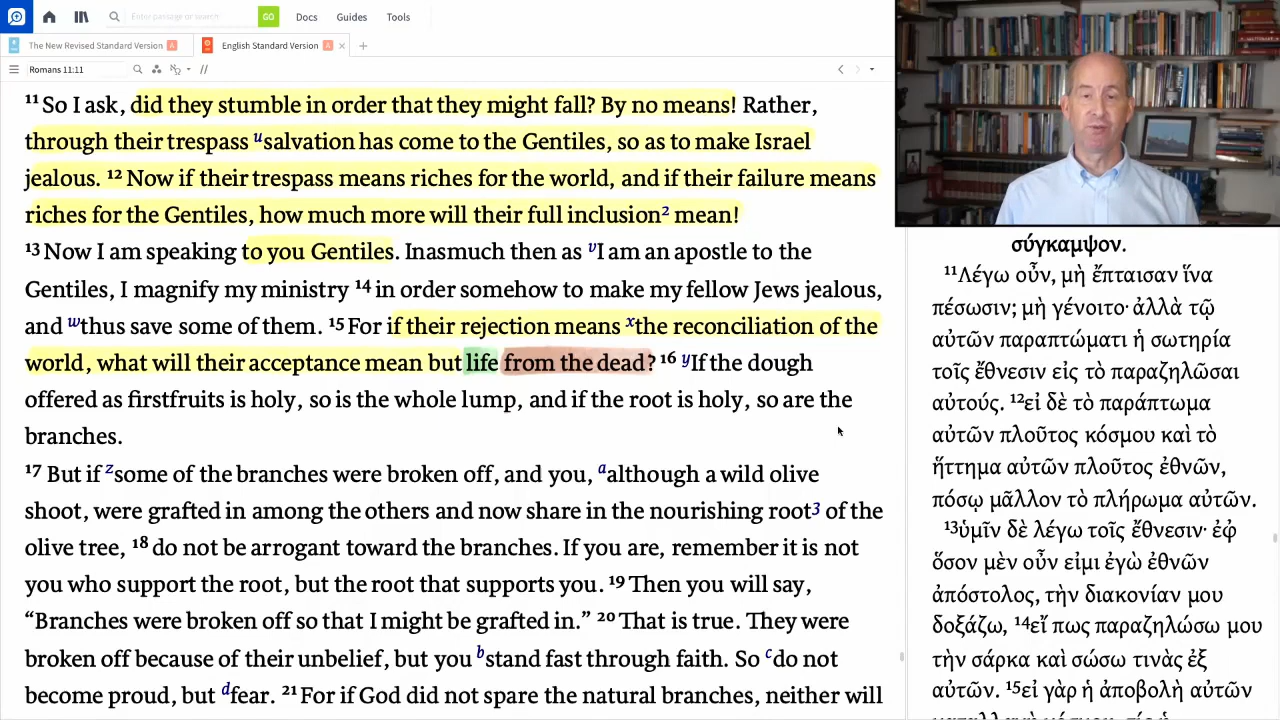 Enter passage or search
GO
Docs
Guides
Tools
The New Revised Standard Version A
English Standard Version A
Romans 11:11
11 So I ask, did they stumble in order that they might fall? By no means! Rather,
through their trespass u salvation has come to the Gentiles, so as to make Israel
jealous. 12 Now if their trespass means riches for the world, and if their failure means
riches for the Gentiles, how much more will their full inclusion2 mean!
13 Now I am speaking to you Gentiles. Inasmuch then as v I am an apostle to the
Gentiles, I magnify my ministry 14 in order somehow to make my fellow Jews jealous,
and w thus save some of them. 15 For if their rejection means x the reconciliation of the
world, what will their acceptance mean but life from the dead? 16 y If the dough
offered as firstfruits is holy, so is the whole lump, and if the root is holy, so are the
branches.
17 But if z some of the branches were broken off, and you, a although a wild olive
shoot, were grafted in among the others and now share in the nourishing root3 of the
olive tree, 18 do not be arrogant toward the branches. If you are, remember it is not
you who support the root, but the root that supports you. 19 Then you will say,
“Branches were broken off so that I might be grafted in.” 20 That is true. They were
broken off because of their unbelief, but you b stand fast through faith. So c do not
become proud, but d fear. 21 For if God did not spare the natural branches, neither will
σύγκαμψον.
11 Λέγω οὖν, μὴ ἔπταισαν ἵνα
πέσωσιν; μὴ γένοιτο· ἀλλὰ τῷ
αὐτῶν παραπτώματι ἡ σωτηρία
τοῖς ἔθνεσιν εἰς τὸ παραζηλῶσαι
αὐτούς. 12 εἰ δὲ τὸ παράπτωμα
αὐτῶν πλοῦτος κόσμου καὶ τὸ
ἥττημα αὐτῶν πλοῦτος ἐθνῶν,
πόσῳ μᾶλλον τὸ πλήρωμα αὐτῶν.
13 ὑμῖν δὲ λέγω τοῖς ἔθνεσιν· ἐφ
ὅσον μὲν οὖν εἰμι ἐγὼ ἐθνῶν
ἀπόστολος, τὴν διακονίαν μου
δοξάζω, 14 εἴ πως παραζηλώσω μου
τὴν σάρκα καὶ σώσω τινὰς ἐξ
αὐτῶν. 15 εἰ γὰρ ἡ ἀποβολὴ αὐτῶν